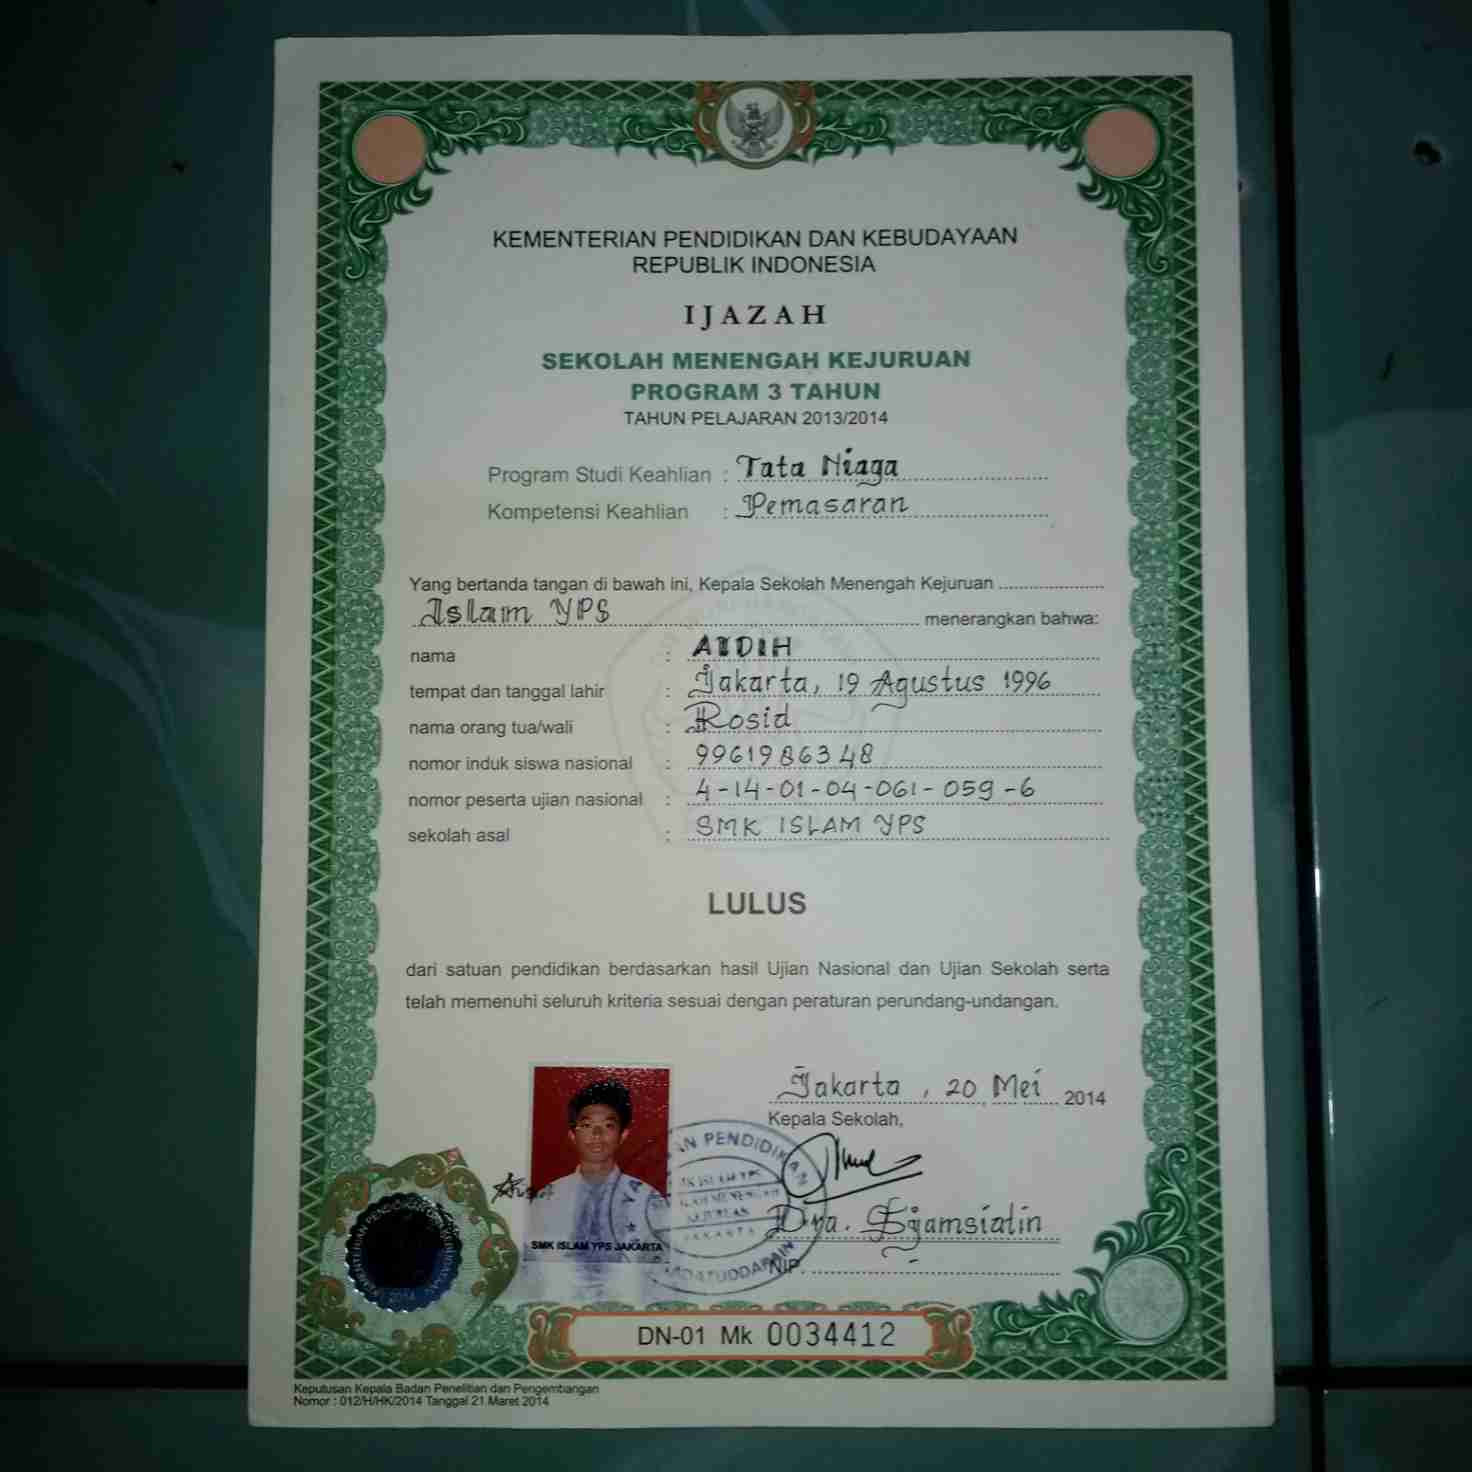 KEMENTERIAN PENDIDIKAN DAN KEBUDAYAAN
REPUBLIK INDONESIA
IJAZAH
SEKOLAH MENENGAH KEJURUAN
PROGRAM 3 TAHUN
TAHUN PELAJARAN 2013/2014
Program Studi Keahlian : Tata Niaga
Kompetensi Keahlian : Pemasaran
Yang bertanda tangan di bawah ini, Kepala Sekolah Menengah Kejuruan
Islam YPS menerangkan bahwa:
nama :
tempat dan tanggal lahir : Jakarta, 19 Agustus 1996
nama orang tua/wali : Rosid
nomor induk siswa nasional : 9961986348
nomor peserta ujian nasional : 4-14-01-04-061-059-6
sekolah asal : SMK ISLAM YPS
LULUS
dari satuan pendidikan berdasarkan hasil Ujian Nasional dan Ujian Sekolah serta
telah memenuhi seluruh kriteria sesuai dengan peraturan perundang-undangan.
Jakarta, 20 Mei 2014
Kepala Sekolah,
Dra.
NIP.
SMK ISLAM YPS JAKARTA
DN-01 Mk 0034412
Keputusan Kepala Badan Penelitian dan Pengembangan
Nomor : 012/H/HK/2014 Tanggal 21 Maret 2014